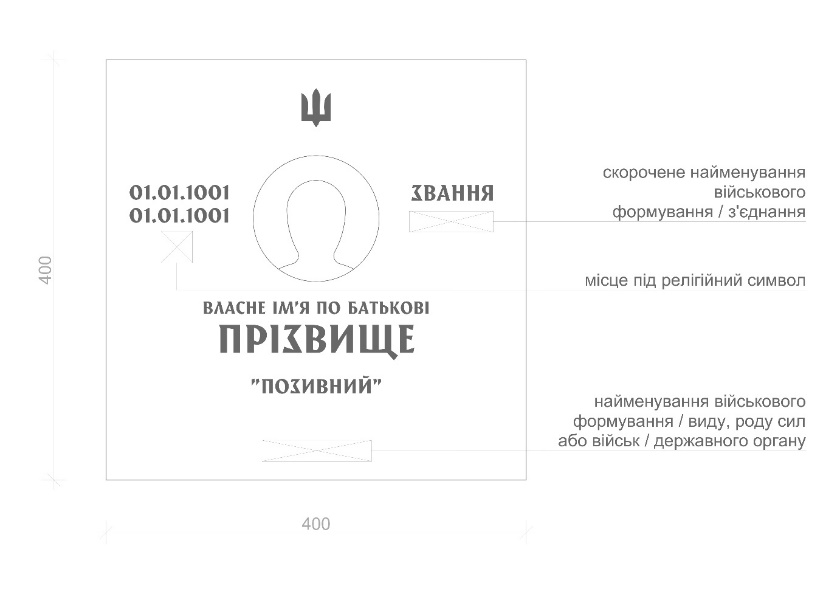 01.01.1001
01.01.1001
ЗВАННЯ
ВЛАСНЕ ІМ'Я ПО БАТЬКОВІ
ПРІЗВИЩЕ
"ПОЗИВНИЙ"
скорочене найменування
військового
формування / з'єднання
місце під релігійний символ
найменування військового
формування / виду, роду сил
або військ / державного органу
400
400